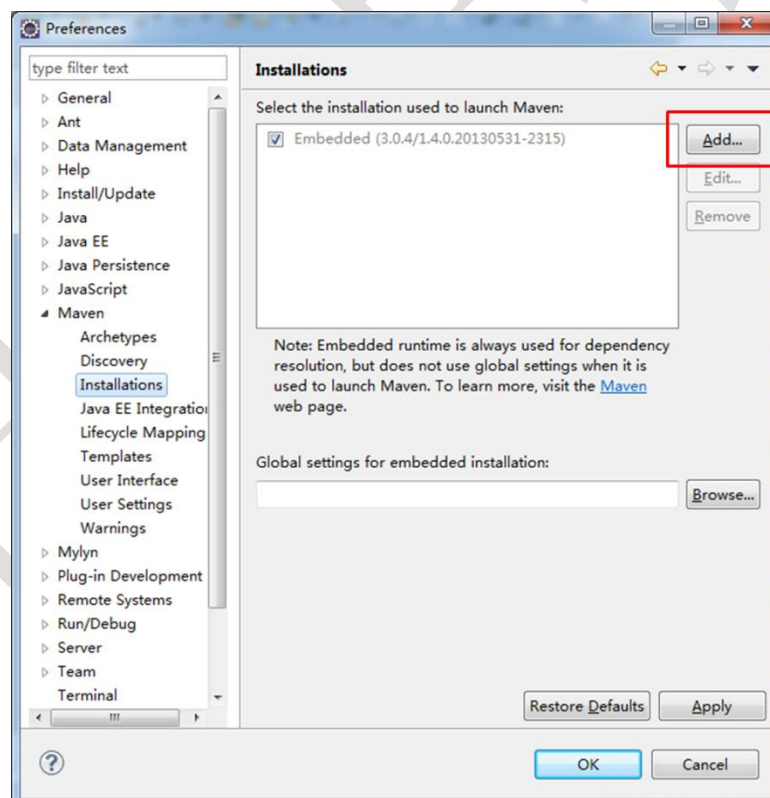 Preferences
type filter text
General
Ant
Data Management
Help
Install/Update
Java
Java EE
Java Persistence
JavaScript
Maven
Archetypes
Discovery
Installations
Java EE Integratio
Lifecycle Mapping
Templates
User Interface
User Settings
Warnings
Mylyn
Plug-in Development
Remote Systems
Run/Debug
Server
Team
Terminal
Installations
Select the installation used to launch Maven:
Embedded (3.0.4/1.4.0.20130531-2315)
Add...
Edit...
Remove
Note: Embedded runtime is always used for dependency
resolution, but does not use global settings when it is
used to launch Maven. To learn more, visit the Maven
web page.
Global settings for embedded installation:
Browse...
Restore Defaults
Apply
OK
Cancel